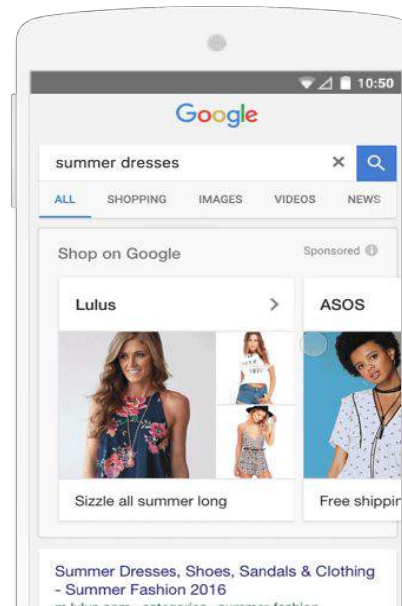 10:50
Google
summer dresses
ALL SHOPPING IMAGES VIDEOS NEWS
Shop on Google Sponsored
Lulus
ASOS
Sizzle all summer long
Free shippin
Summer Dresses, Shoes, Sandals & Clothing
- Summer Fashion 2016